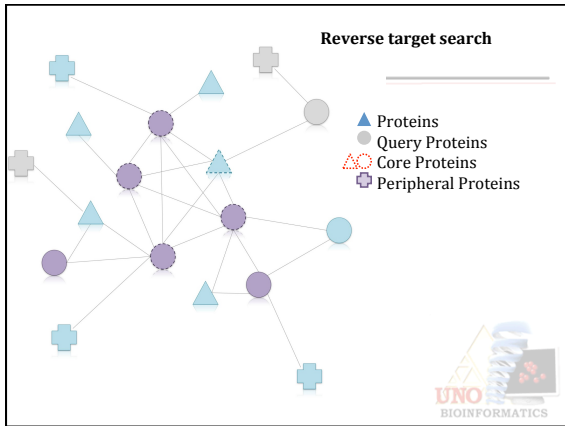 Reverse target search
Proteins
Query Proteins
Core Proteins
Peripheral Proteins
UNO
BIOINFORMATICS